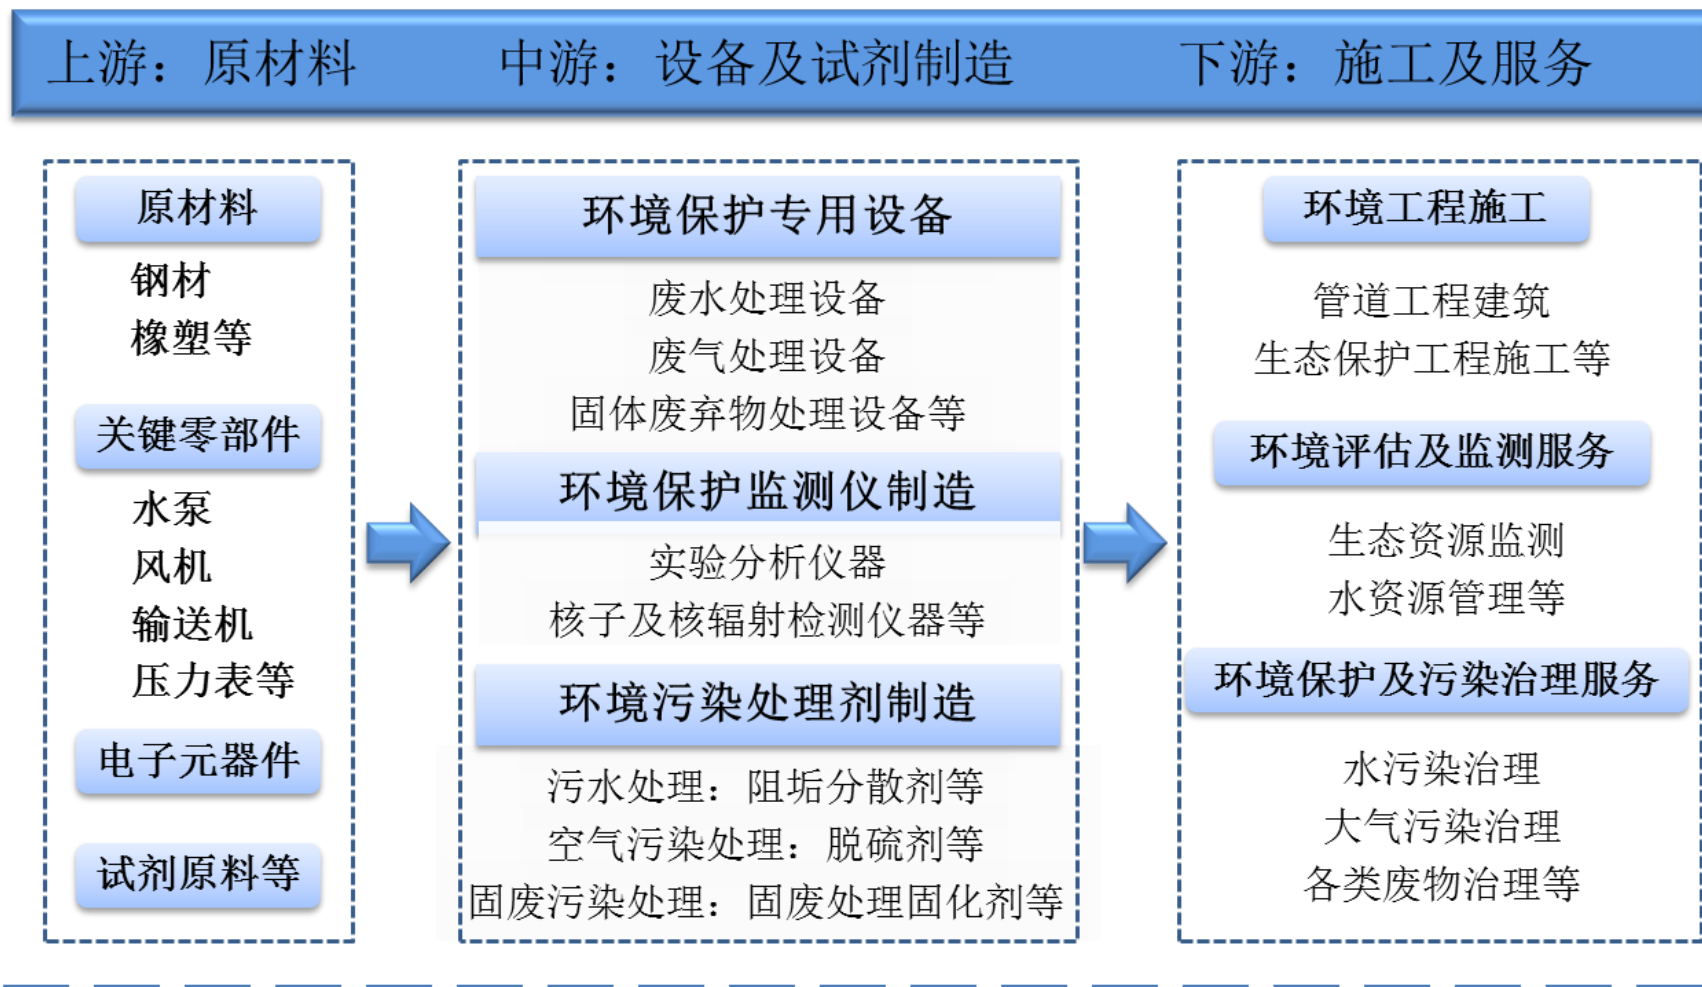 上游：原材料
中游：设备及试剂制造
下游：施工及服务
原材料
钢材
橡塑等
关键零部件
水泵
风机
输送机
压力表等
电子元器件
试剂原料等
环境保护专用设备
废水处理设备
废气处理设备
固体废弃物处理设备等
环境保护监测仪制造
实验分析仪器
核子及核辐射检测仪器等
环境污染处理剂制造
污水处理：阻垢分散剂等
空气污染处理：脱硫剂等
固废污染处理：固废处理固化剂等
环境工程施工
管道工程建筑
生态保护工程施工等
环境评估及监测服务
生态资源监测
水资源管理等
环境保护及污染治理服务
水污染治理
大气污染治理
各类废物治理等